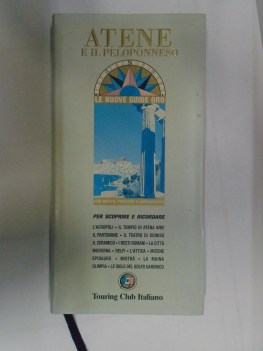 ATENE
E IL PELOPONNESO
LE NUOVE GUIDE ORO
PER SCOPRIRE E RICORDARE
L'ACROPOLI • IL TEMPIO DI ATENA NIKE
IL PARTENONE • IL TEATRO DI DIONISO
IL CERAMICO • I RESTI ROMANI • LA CITTÀ
MODERNA • DELFI • L'ATTICA • MICENE
EPIDAURO • MISTRÀ • LA MAINA
OLIMPIA • LE ISOLE DEL GOLFO SARONICO
Touring Club Italiano